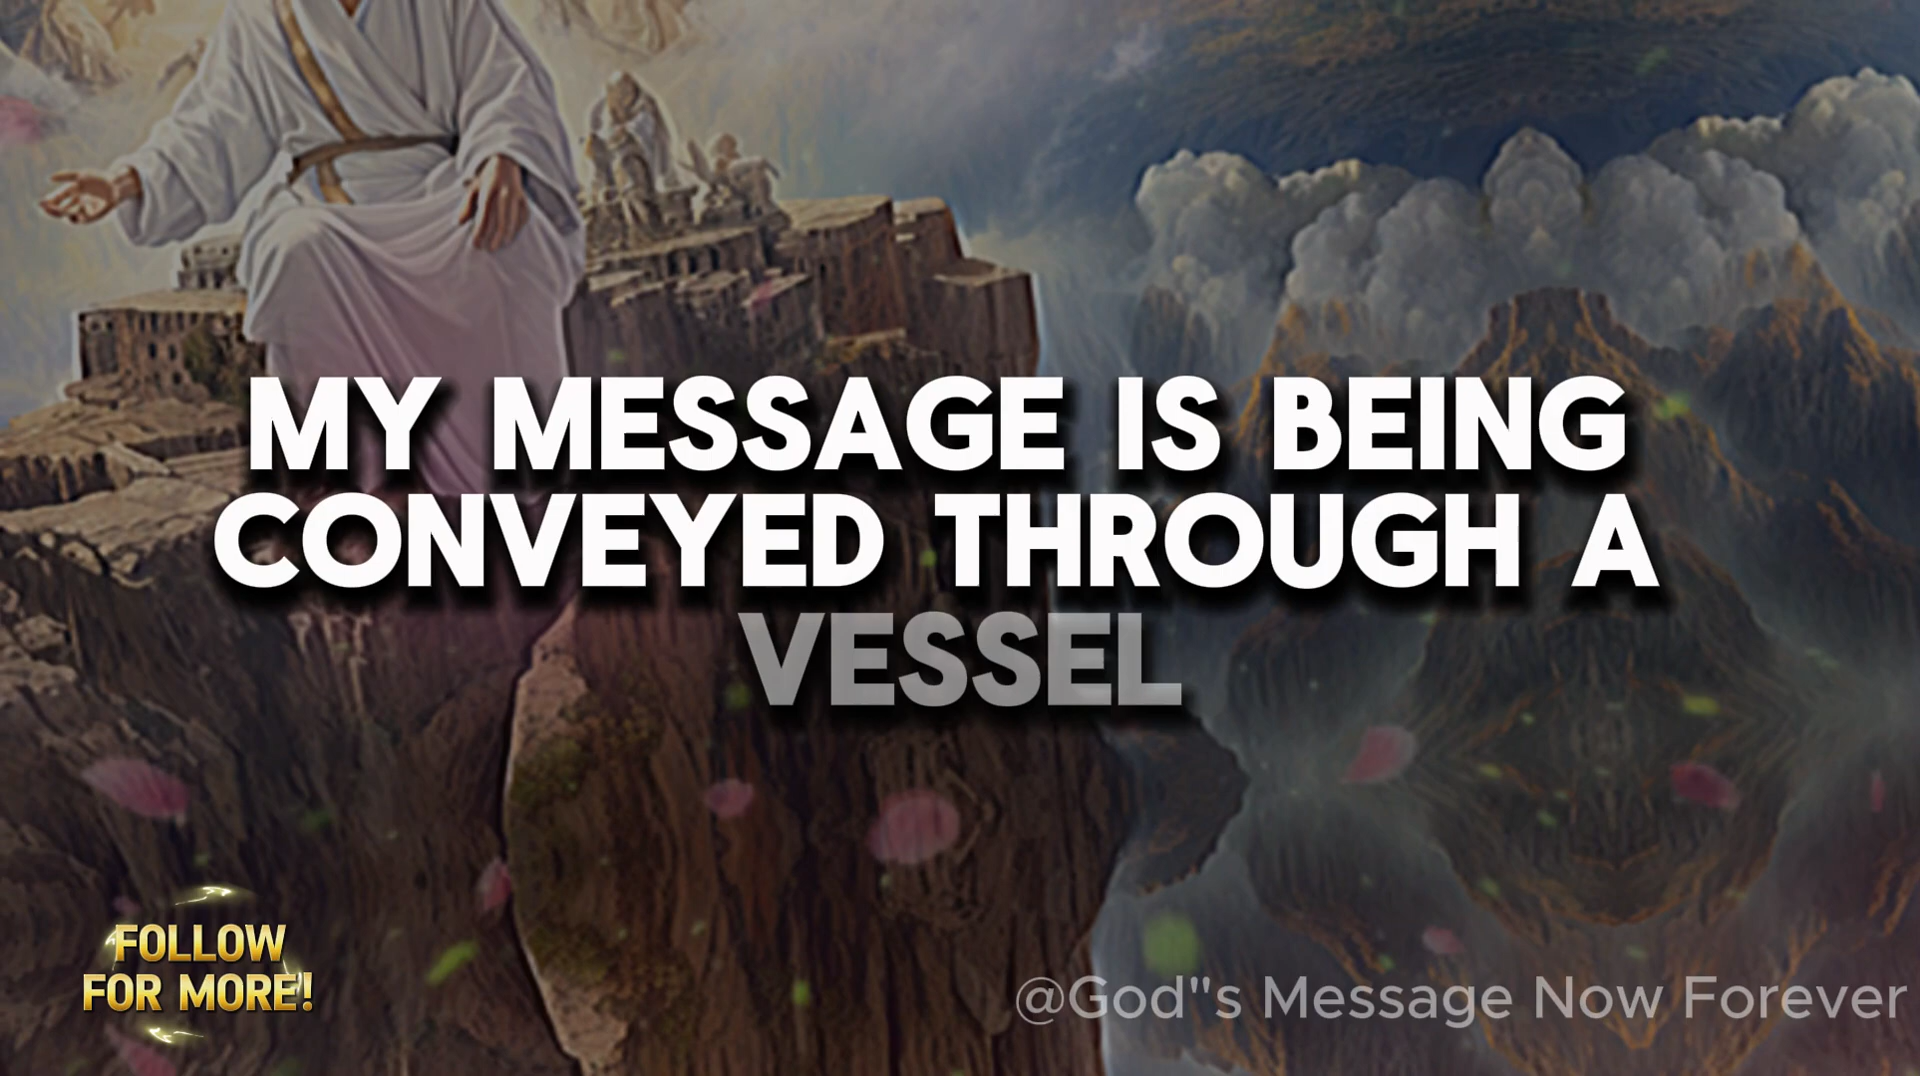 MY MESSAGE IS BEING
CONVEYED THROUGH A
VESSEL
FOLLOW
FOR MORE!
@God"s Message Now Forever